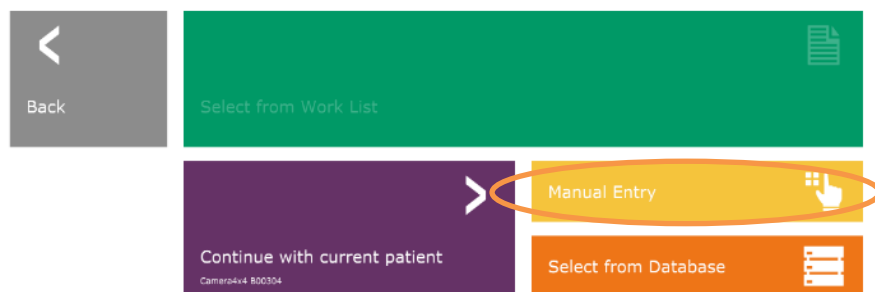 Back
Select from Work List
Manual Entry
Continue with current patient
Camera4x4 B00304
Select from Database